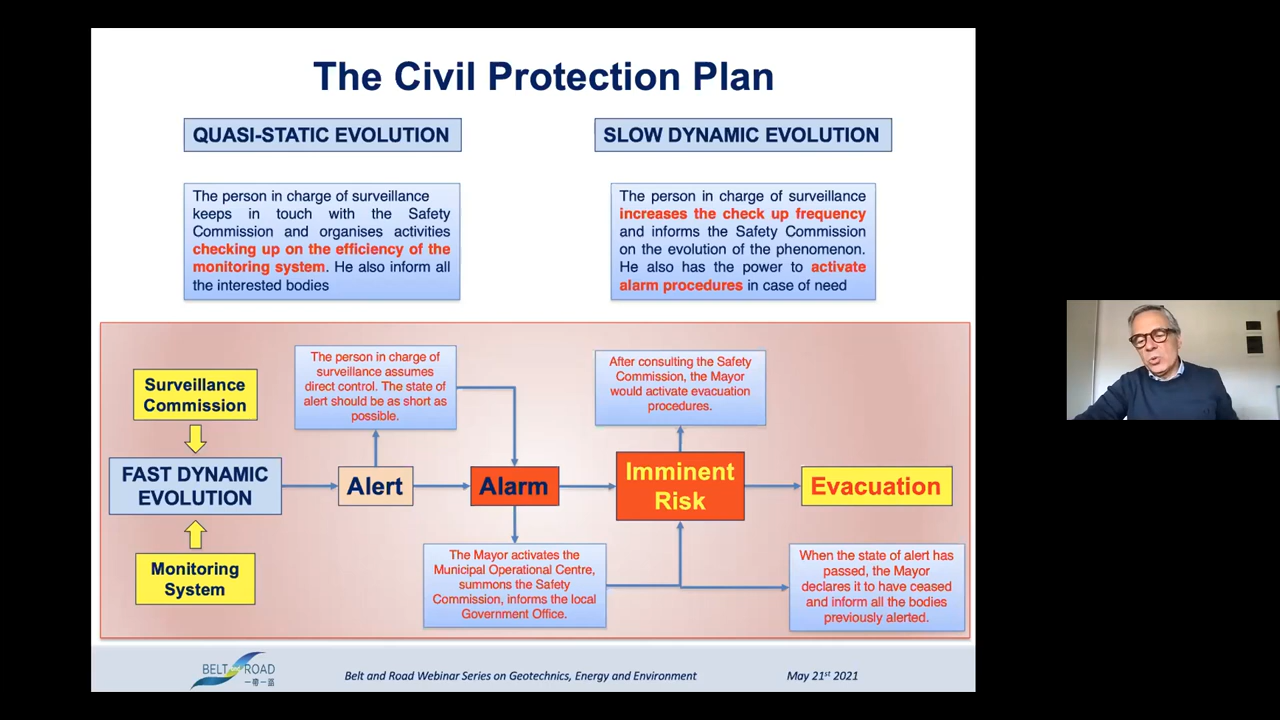 The Civil Protection Plan
QUASI-STATIC EVOLUTION
SLOW DYNAMIC EVOLUTION
The person in charge of surveillance
keeps in touch with the Safety
Commission and organises activities
checking up on the efficiency of the
monitoring system. He also inform all
the interested bodies
The person in charge of surveillance
increases the check up frequency
and informs the Safety Commission
on the evolution of the phenomenon.
He also has the power to activate
alarm procedures in case of need
Surveillance
Commission
FAST DYNAMIC
EVOLUTION
Monitoring
System
The person in charge of
surveillance assumes
direct control. The state of
alert should be as short as
possible.
Alert
Alarm
The Mayor activates the
Municipal Operational Centre,
summons the Safety
Commission, informs the local
Government Office.
After consulting the Safety
Commission, the Mayor
would activate evacuation
procedures.
Imminent
Risk
Evacuation
When the state of alert has
passed, the Mayor
declares it to have ceased
and inform all the bodies
previously alerted.
BELT ROAD
一帶一路
Belt and Road Webinar Series on Geotechnics, Energy and Environment
May 21st 2021